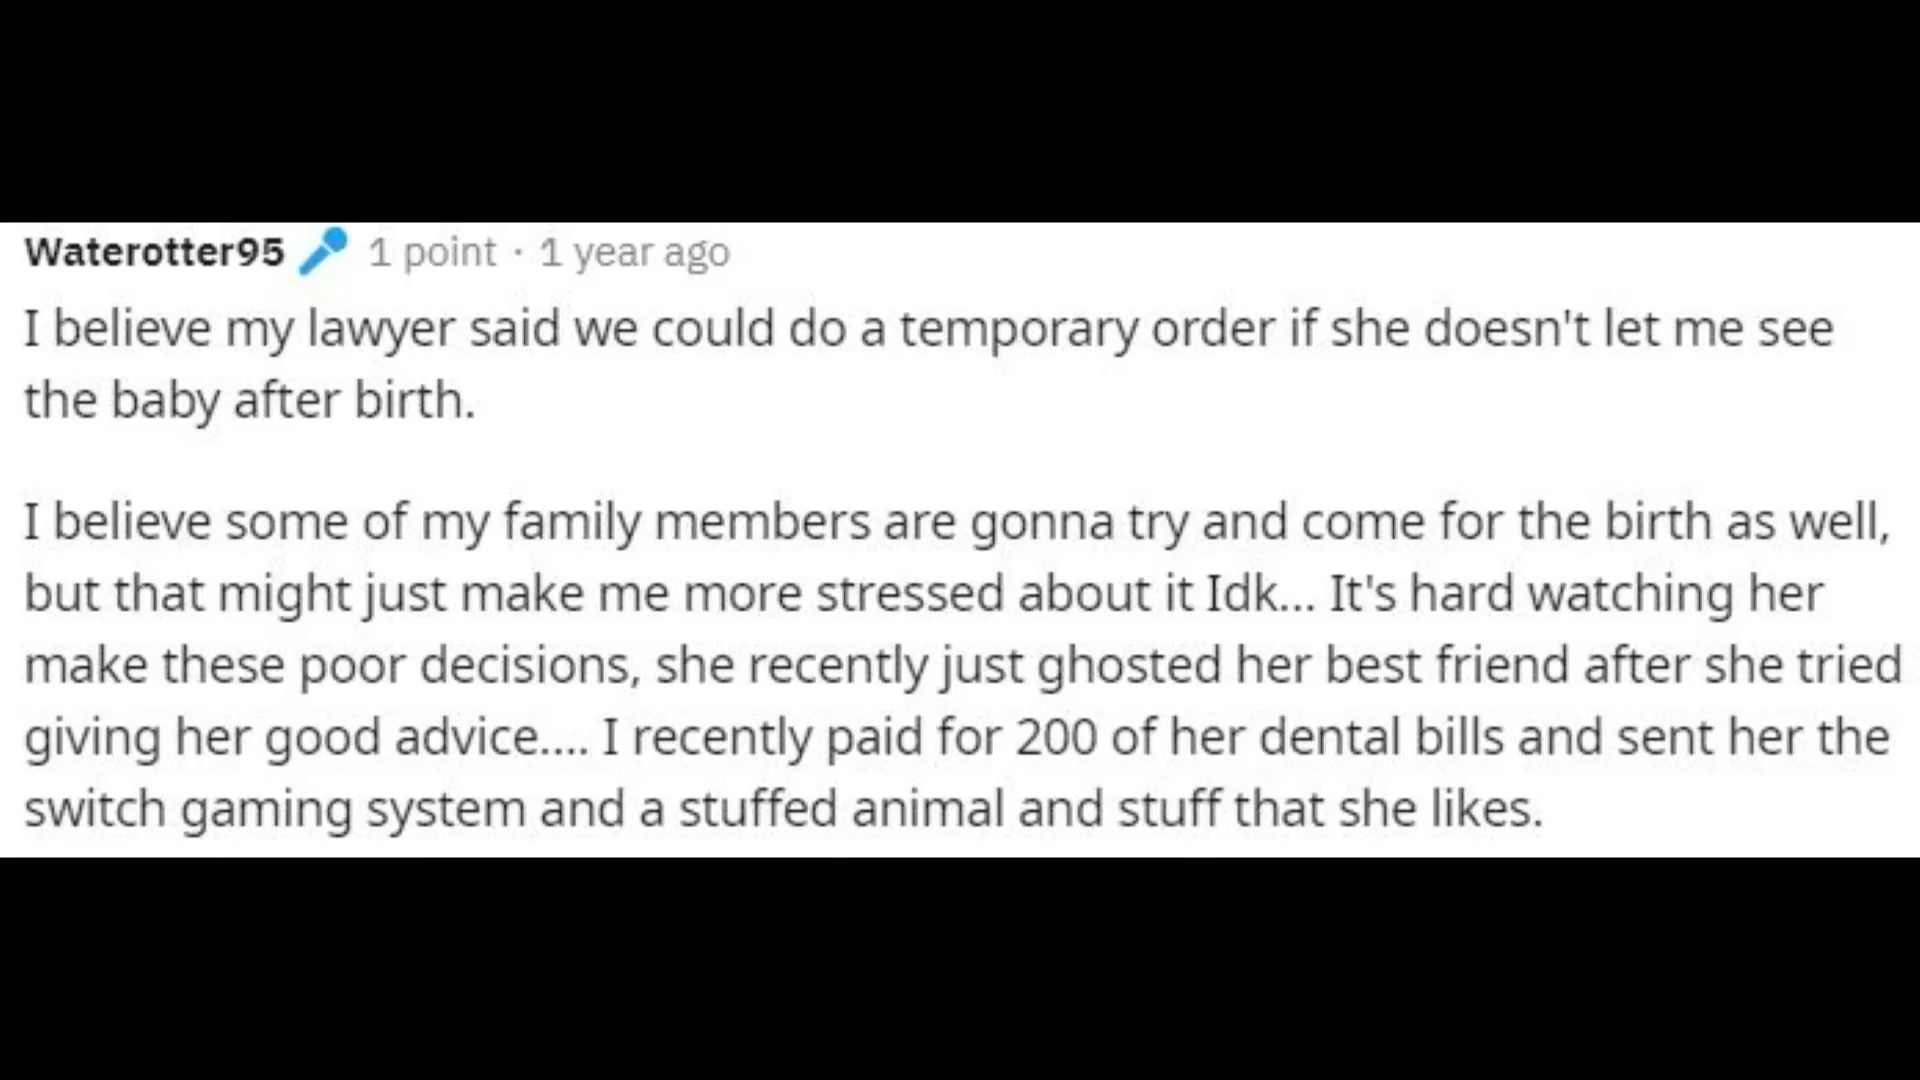 Waterotter95 🎤 1 point · 1 year ago
I believe my lawyer said we could do a temporary order if she doesn't let me see
the baby after birth.
I believe some of my family members are gonna try and come for the birth as well,
but that might just make me more stressed about it Idk... It's hard watching her
make these poor decisions, she recently just ghosted her best friend after she tried
giving her good advice.... I recently paid for 200 of her dental bills and sent her the
switch gaming system and a stuffed animal and stuff that she likes.